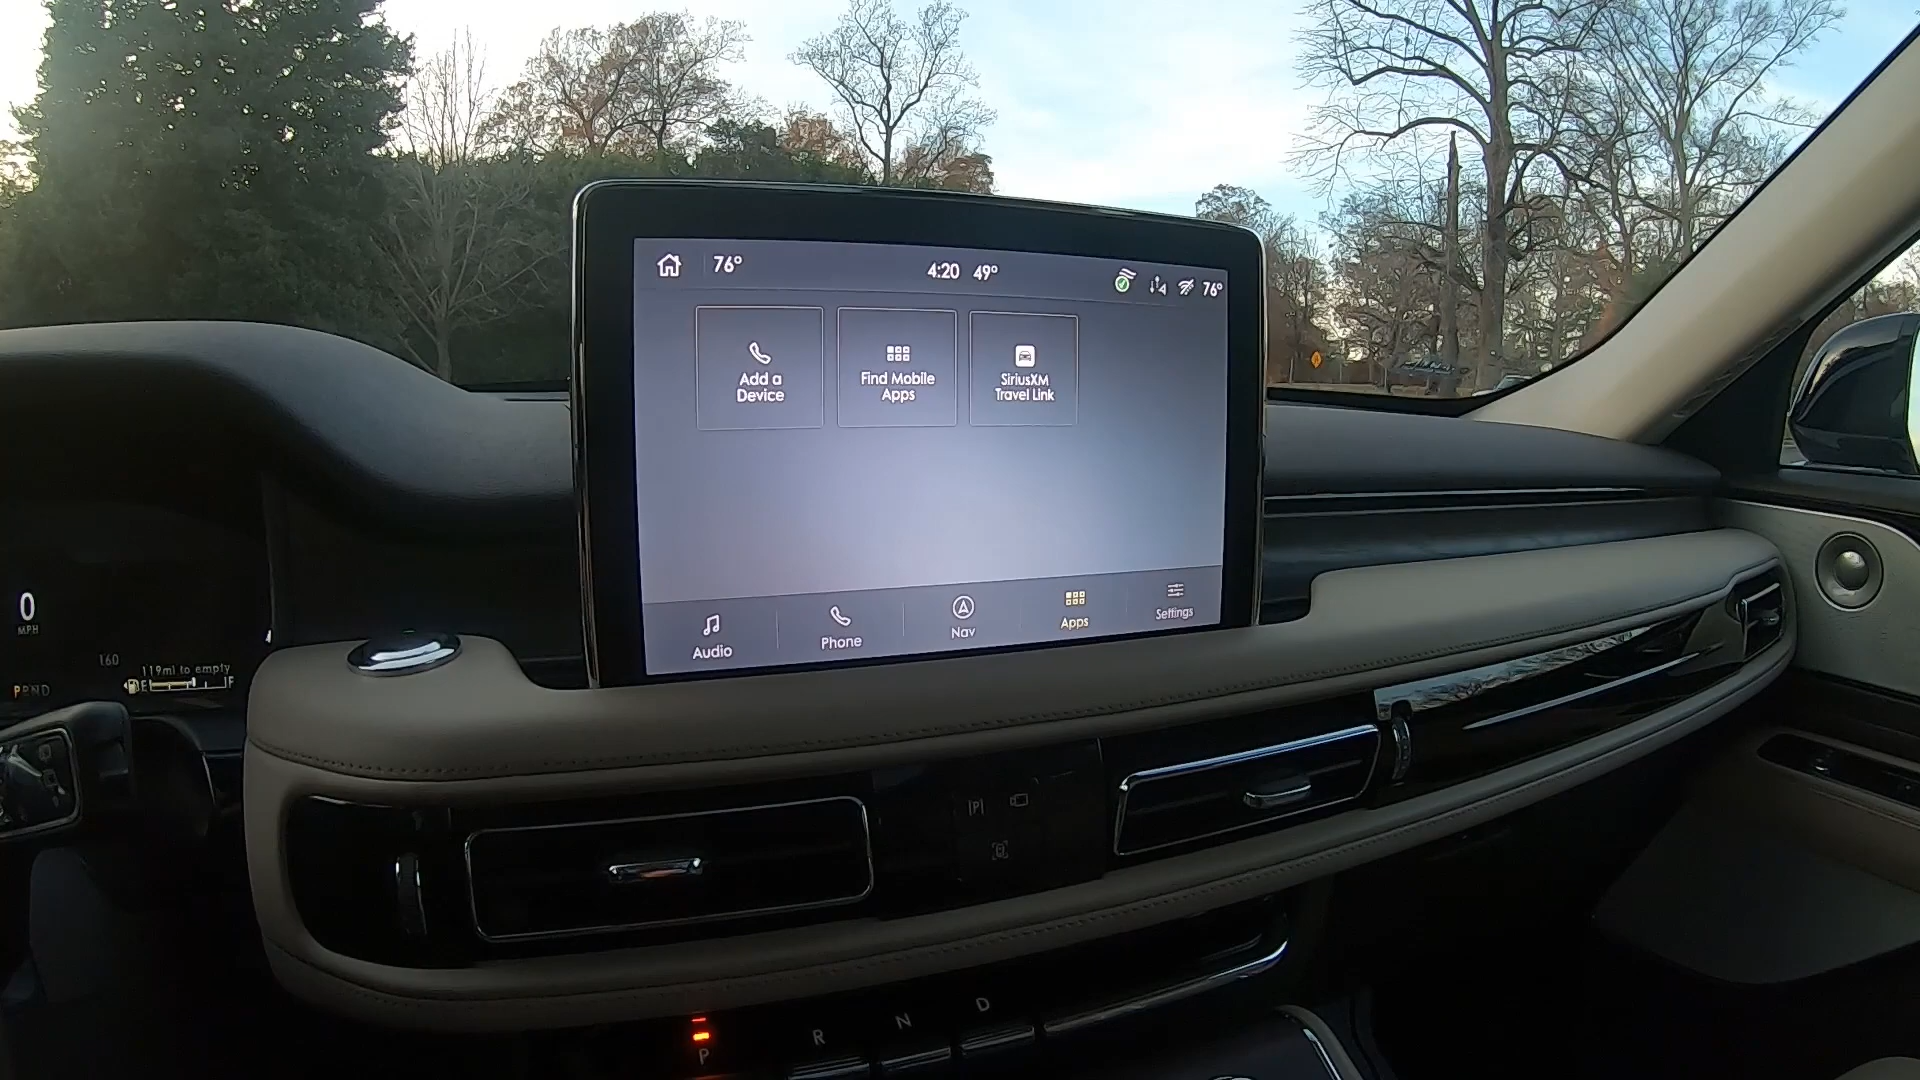 76° 4:20 49° 76°
Add a
Device
Find Mobile
Apps
SiriusXM
Travel Link
Audio
Phone
Nav
Apps
Settings
0
MPH
160
119mi to empty
PRND
E F
P
P R N D